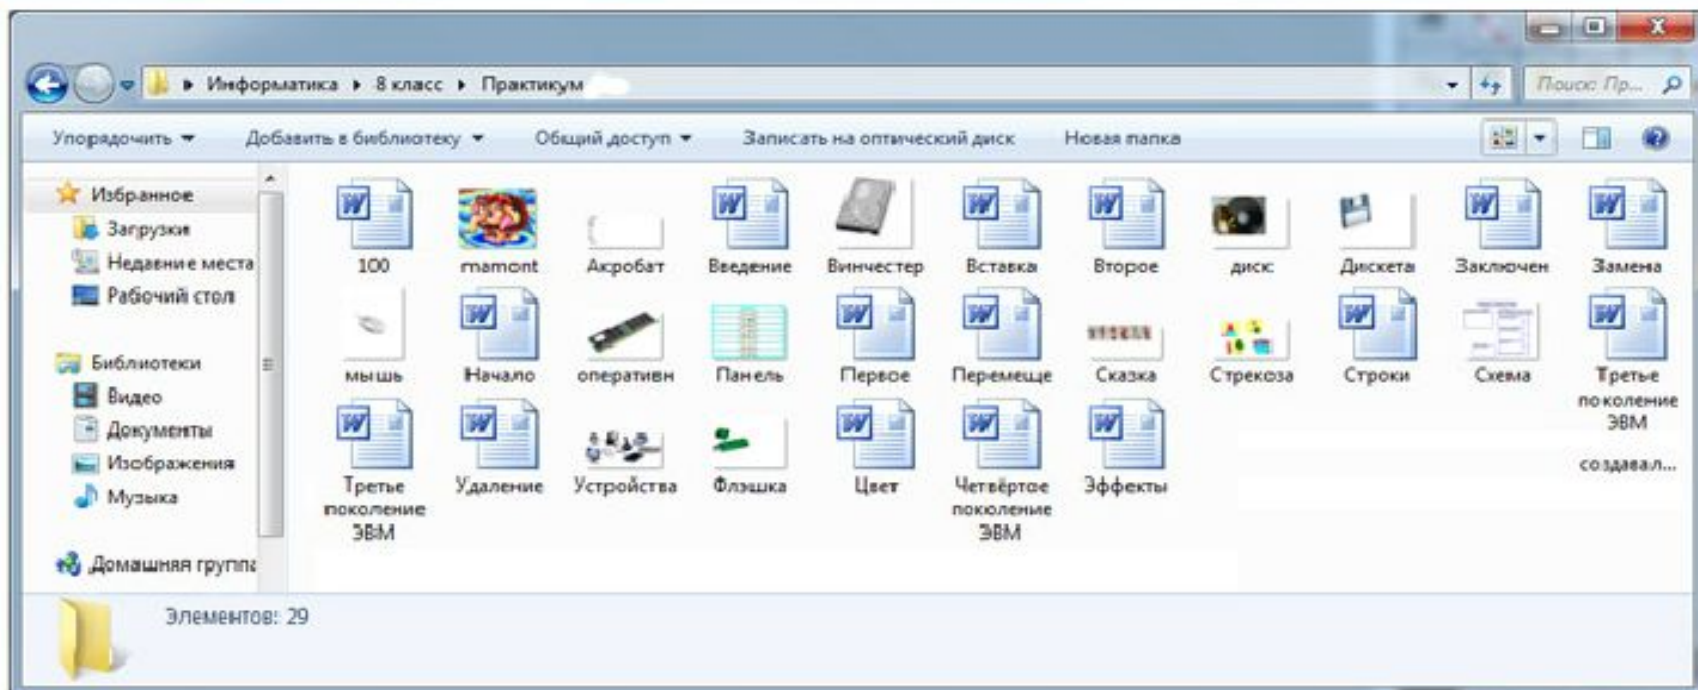 Информатика ▸ 8 класс ▸ Практикум
Поиск: Пр...
Упорядочить Добавить в библиотеку Общий доступ Записать на оптический диск Новая папка
Избранное
Загрузки
Недавние места
Рабочий стол
Библиотеки
Видео
Документы
Изображения
Музыка
Домашняя группа
100 mamont Акробат Введение Винчестер Вставка Второе диск Дискета Заключен Замена
мышь Начало оперативн Панель Первое Перемеще Сказка Стрекоза Строки Схема Третье
поколение
ЭВМ
создавал...
Третье Удаление Устройства Флэшка Цвет Четвёртое Эффекты
поколение поколение
ЭВМ ЭВМ
Элементов: 29